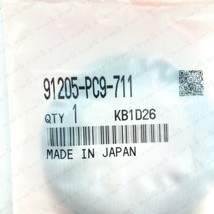 91205-PC9-711
QTY 1 KB1D26
MADE IN JAPAN